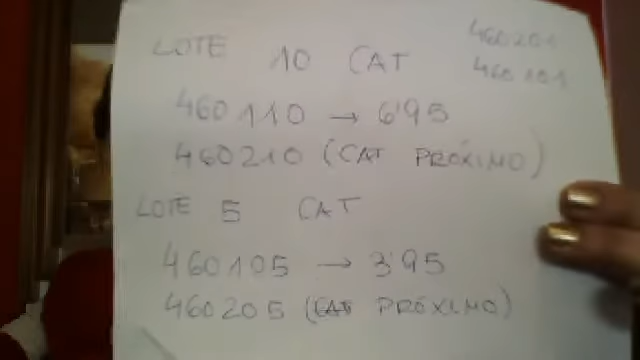 460201
460101
LOTE 10 CAT
460110 → 6'95
460210 (CAT PRÓXIMO)
LOTE 5 CAT
460105 → 3'95
460205 (CAT PRÓXIMO)